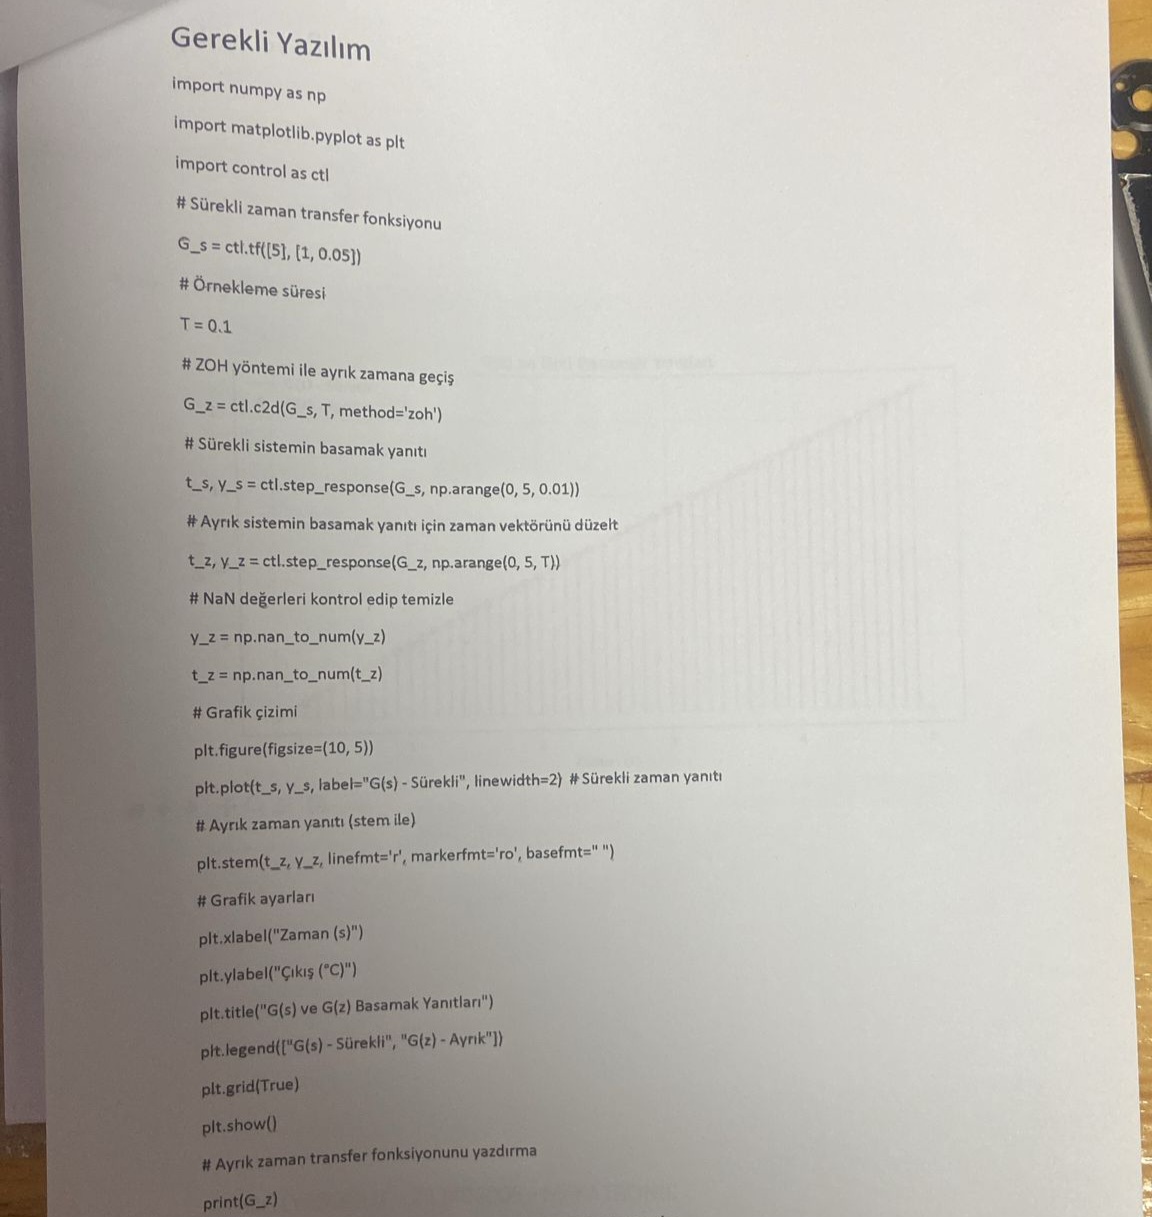 Gerekli Yazılım
import numpy as np
import matplotlib.pyplot as plt
import control as ctl
# Sürekli zaman transfer fonksiyonu
G_s = ctl.tf([5], [1, 0.05])
# Örnekleme süresi
T = 0.1
# ZOH yöntemi ile ayrık zamana geçiş
G_z = ctl.c2d(G_s, T, method='zoh')
# Sürekli sistemin basamak yanıtı
t_s, y_s = ctl.step_response(G_s, np.arange(0, 5, 0.01))
# Ayrık sistemin basamak yanıtı için zaman vektörünü düzelt
t_z, y_z = ctl.step_response(G_z, np.arange(0, 5, T))
# NaN değerleri kontrol edip temizle
y_z = np.nan_to_num(y_z)
t_z = np.nan_to_num(t_z)
# Grafik çizimi
plt.figure(figsize=(10, 5))
plt.plot(t_s, y_s, label="G(s) - Sürekli", linewidth=2) # Sürekli zaman yanıtı
# Ayrık zaman yanıtı (stem ile)
plt.stem(t_z, y_z, linefmt='r', markerfmt='ro', basefmt=" ")
# Grafik ayarları
plt.xlabel("Zaman (s)")
plt.ylabel("Çıkış (°C)")
plt.title("G(s) ve G(z) Basamak Yanıtları")
plt.legend(["G(s) - Sürekli", "G(z) - Ayrık"])
plt.grid(True)
plt.show()
# Ayrık zaman transfer fonksiyonunu yazdırma
print(G_z)